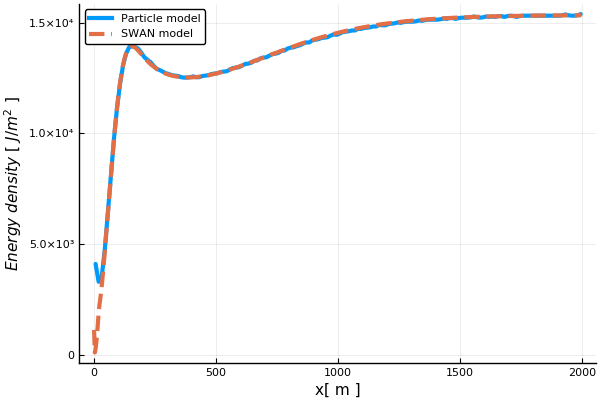 Particle model
SWAN model
1.5×10⁴
1.0×10⁴
5.0×10³
0
Energy density [ J/m² ]
0 500 1000 1500 2000
x[ m ]